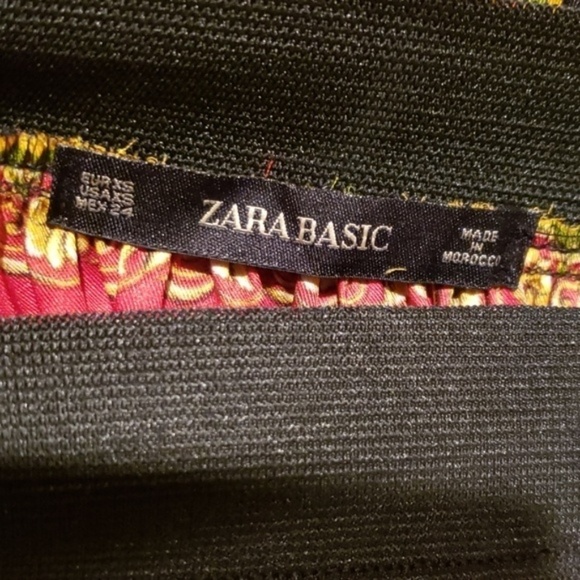 EUR XS
USA XS
MEX 24
ZARA BASIC
MADE
IN
MOROCCO